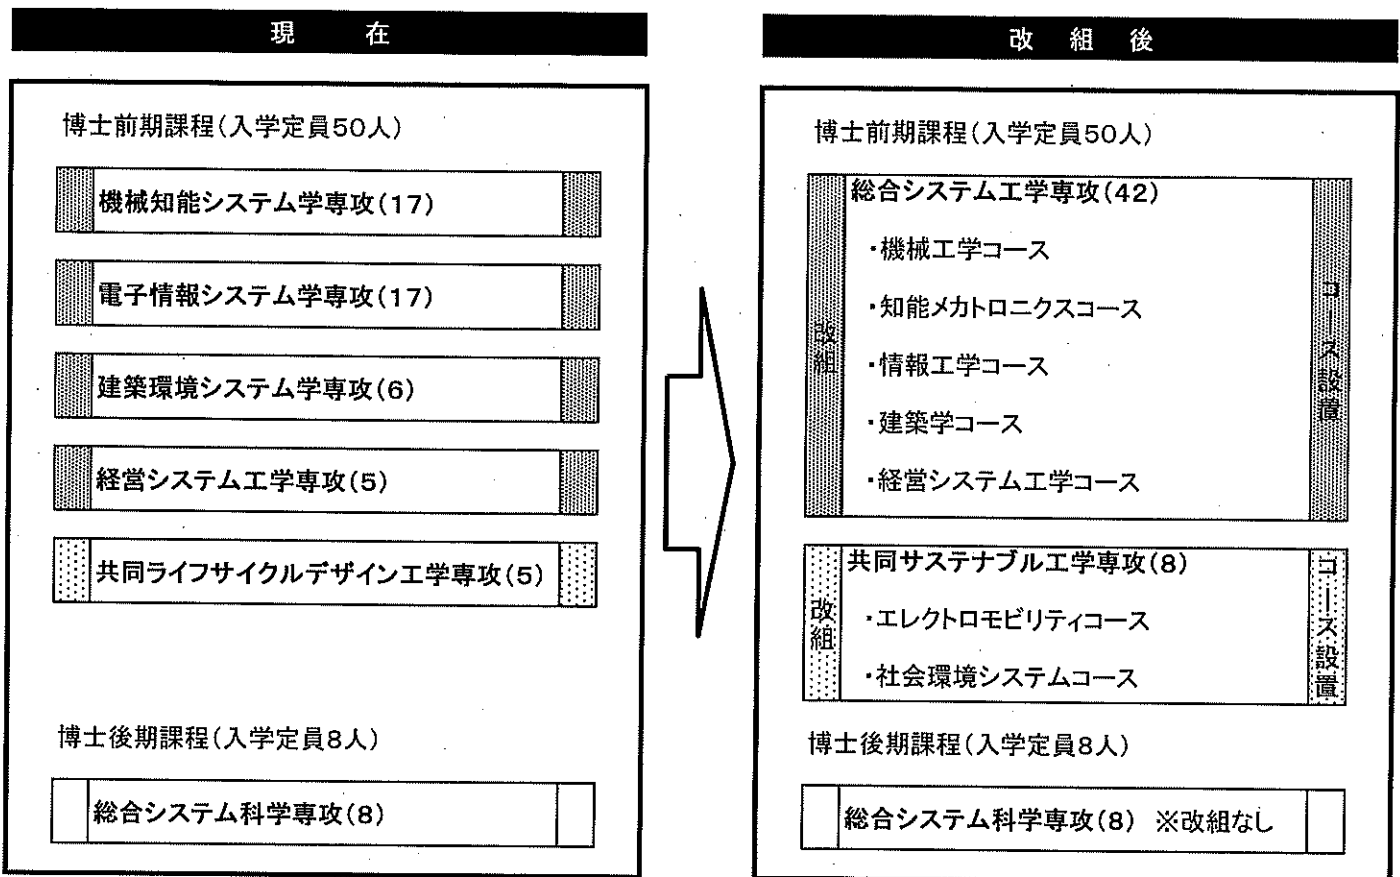 現在
博士前期課程(入学定員50人)
機械知能システム学専攻(17)
電子情報システム学専攻(17)
建築環境システム学専攻(6)
経営システム工学専攻(5)
共同ライフサイクルデザイン工学専攻(5)
博士後期課程(入学定員8人)
総合システム科学専攻(8)
改組後
博士前期課程(入学定員50人)
改組
総合システム工学専攻(42)
・機械工学コース
・知能メカトロニクスコース
・情報工学コース
・建築学コース
・経営システム工学コース
コース設置
改組
共同サステナブル工学専攻(8)
・エレクトロモビリティコース
・社会環境システムコース
コース設置
博士後期課程(入学定員8人)
総合システム科学専攻(8) ※改組なし